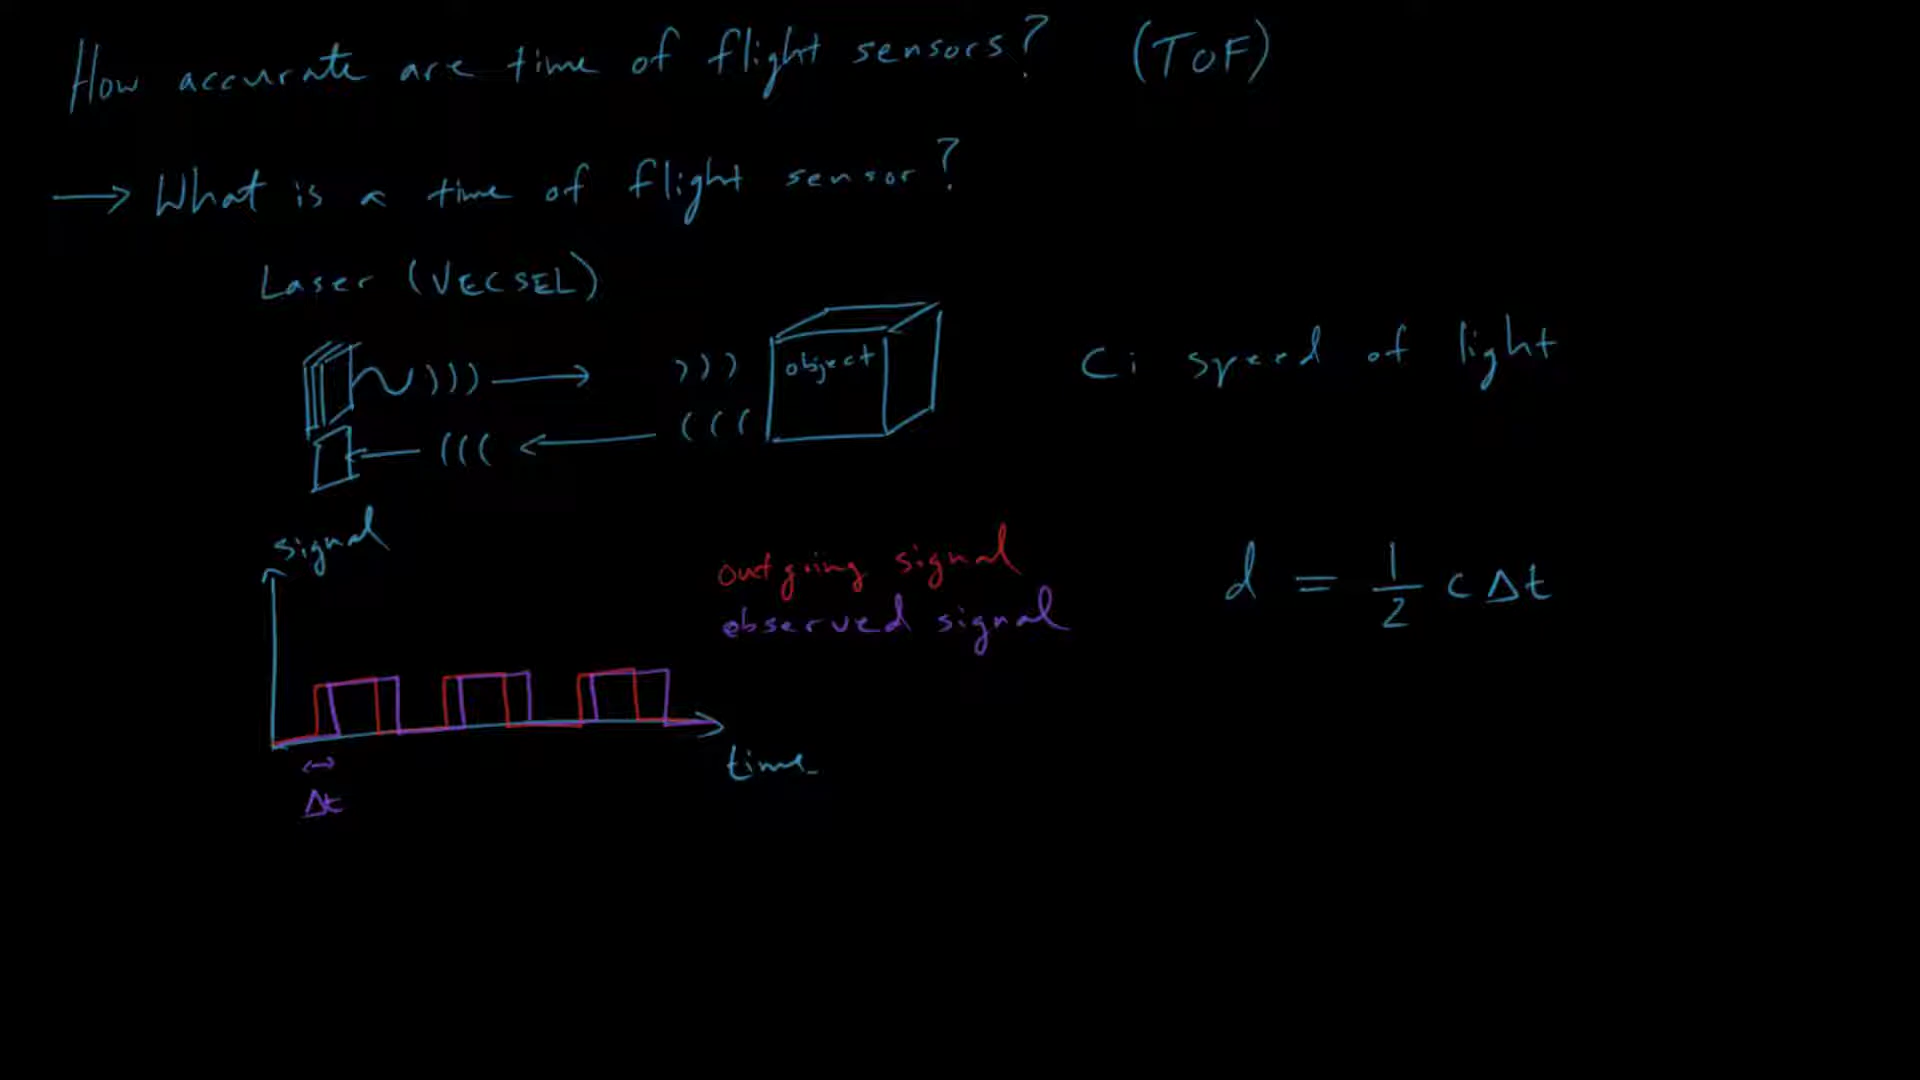 How accurate are time of flight sensors? (ToF)
→ What is a time of flight sensor?
Laser (VECSEL)
object
C: speed of light
signal
outgoing signal
observed signal
d = 1/2 c Δt
time
Δt